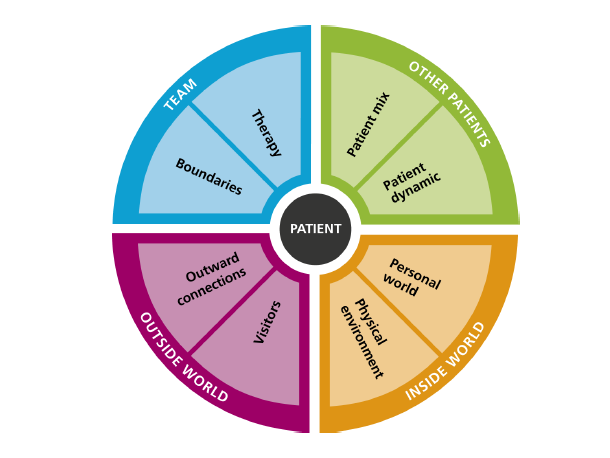 TEAM
Therapy
Boundaries
OTHER PATIENTS
Patient mix
Patient
dynamic
PATIENT
Outward
connections
Visitors
OUTSIDE WORLD
Personal
world
Physical
environment
INSIDE WORLD